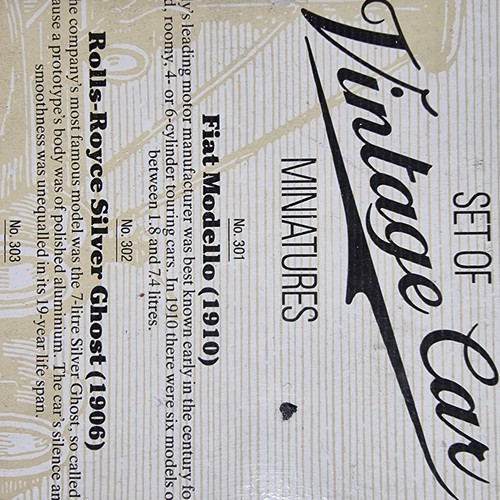 SET OF
Vintage Car
MINIATURES
No. 301
Fiat Modello (1910)
leading motor manufacturer was best known early in the century
roomy, 4- or 6-cylinder touring cars. In 1910 there were six models
between 1.8 and 7.4 litres.
No. 302
Rolls-Royce Silver Ghost (1906)
company's most famous model was the 7-litre Silver Ghost, so called
a prototype's body was of polished aluminium. The car's silence
smoothness was unequalled in its 19-year life span.
No. 303